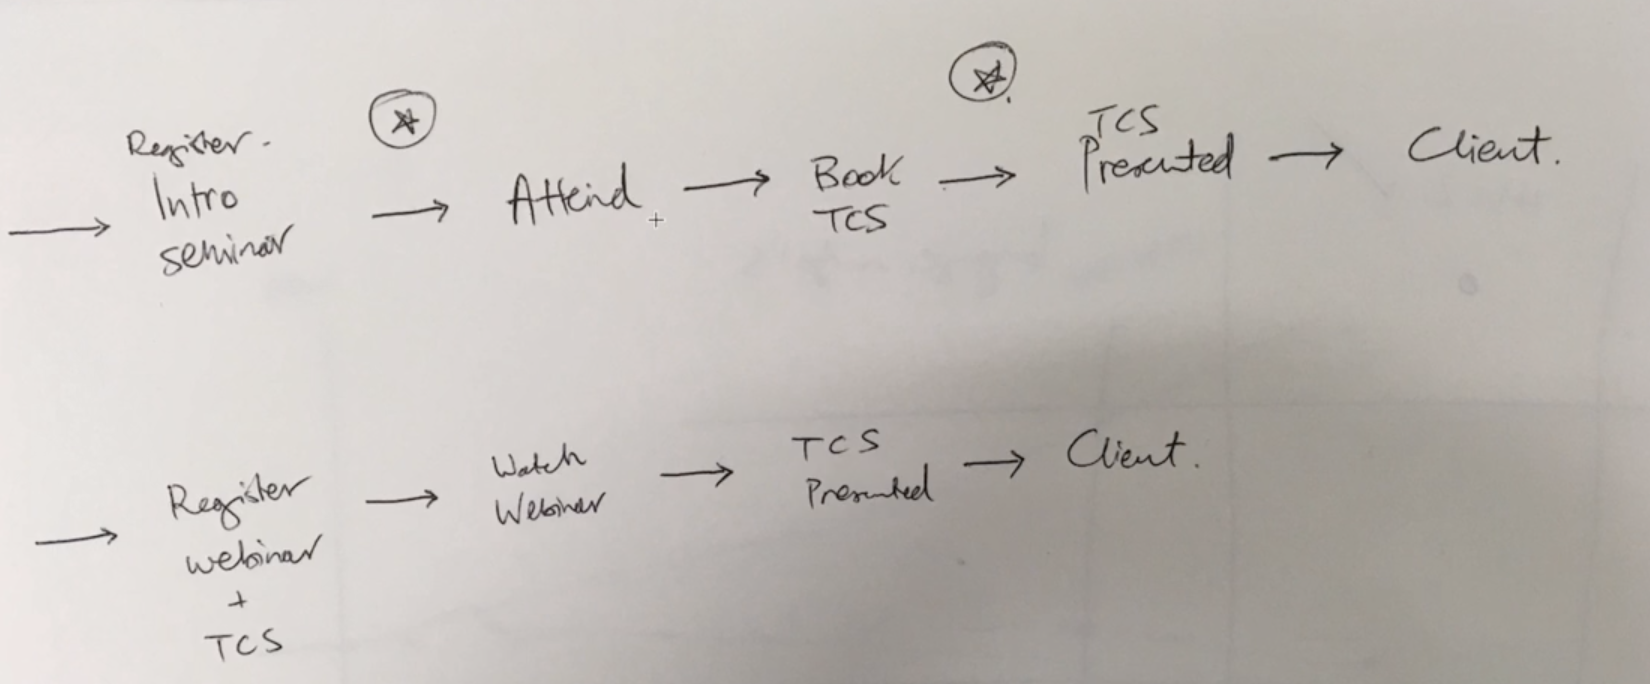 Register.
Intro
seminar
Attend
Book
TCS
TCS
Presented
Client.
Register
webinar
+
TCS
Watch
Webinar
TCS
Presented
Client.